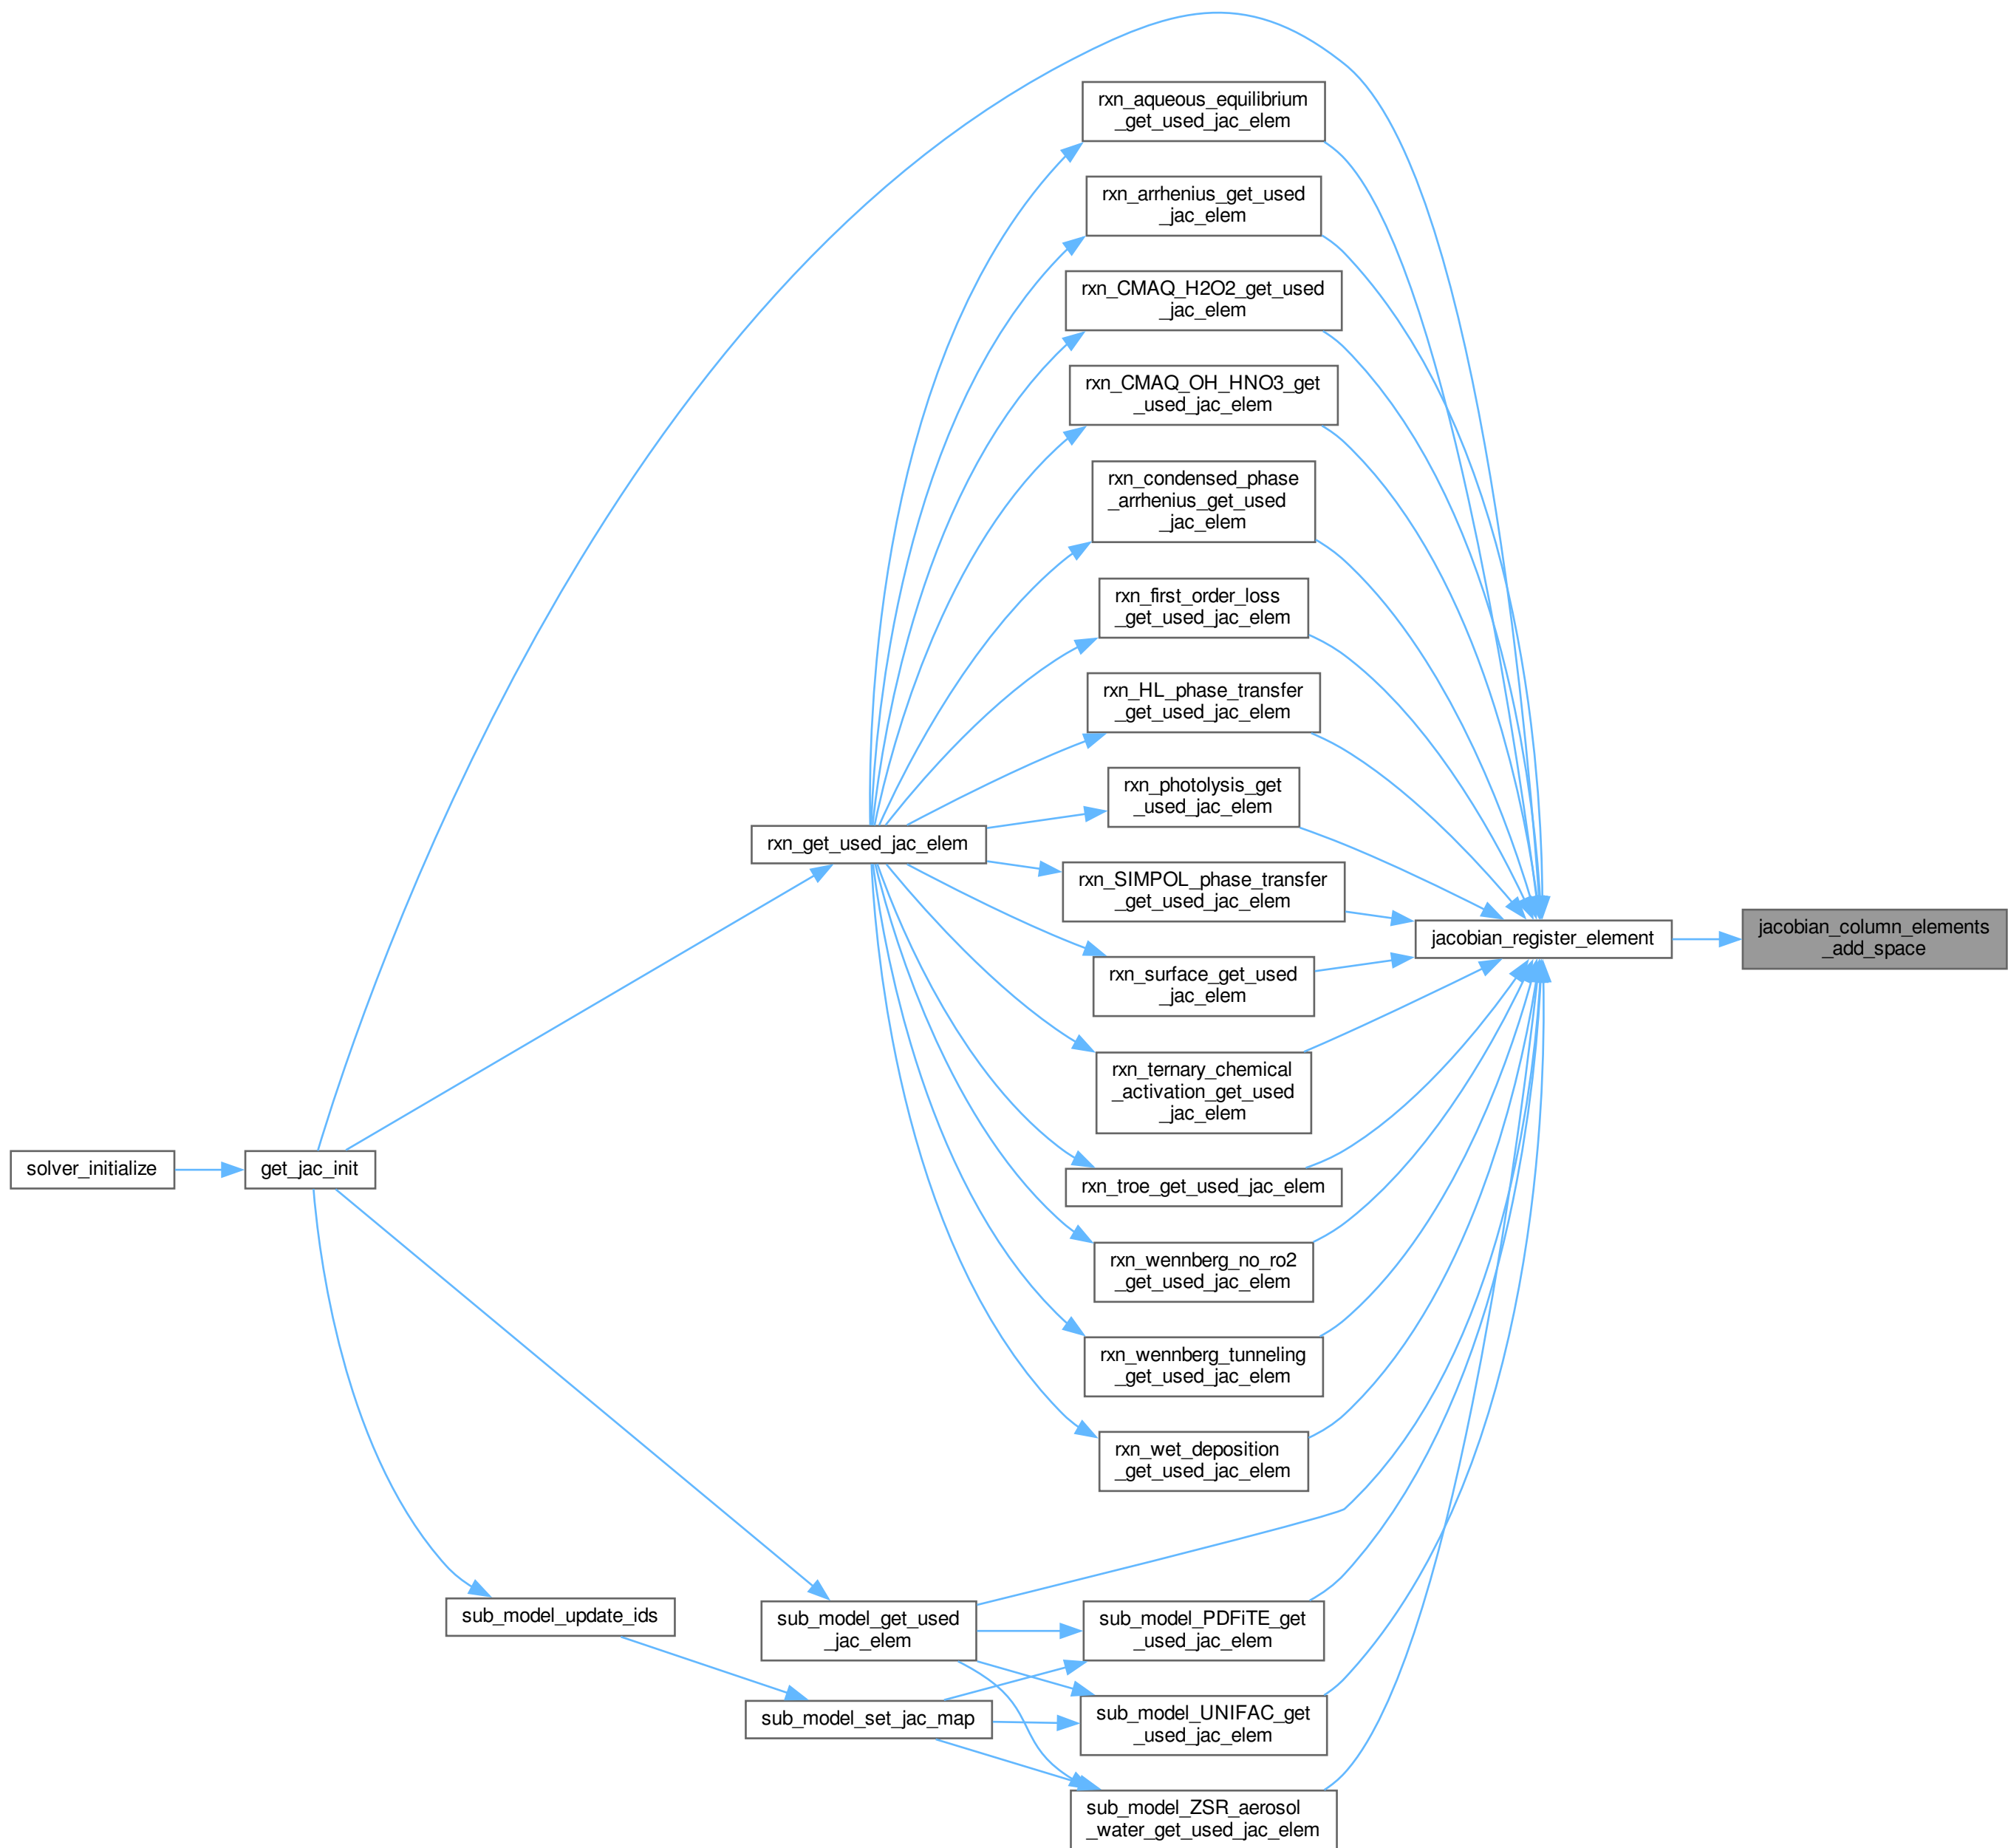 rxn_aqueous_equilibrium
_get_used_jac_elem
rxn_arrhenius_get_used
_jac_elem
rxn_CMAQ_H2O2_get_used
_jac_elem
rxn_CMAQ_OH_HNO3_get
_used_jac_elem
rxn_condensed_phase
_arrhenius_get_used
_jac_elem
rxn_first_order_loss
_get_used_jac_elem
rxn_HL_phase_transfer
_get_used_jac_elem
rxn_photolysis_get
_used_jac_elem
rxn_get_used_jac_elem
rxn_SIMPOL_phase_transfer
_get_used_jac_elem
jacobian_register_element
jacobian_column_elements
_add_space
rxn_surface_get_used
_jac_elem
rxn_ternary_chemical
_activation_get_used
_jac_elem
solver_initialize
get_jac_init
rxn_troe_get_used_jac_elem
rxn_wennberg_no_ro2
_get_used_jac_elem
rxn_wennberg_tunneling
_get_used_jac_elem
rxn_wet_deposition
_get_used_jac_elem
sub_model_update_ids
sub_model_get_used
_jac_elem
sub_model_PDFiTE_get
_used_jac_elem
sub_model_set_jac_map
sub_model_UNIFAC_get
_used_jac_elem
sub_model_ZSR_aerosol
_water_get_used_jac_elem